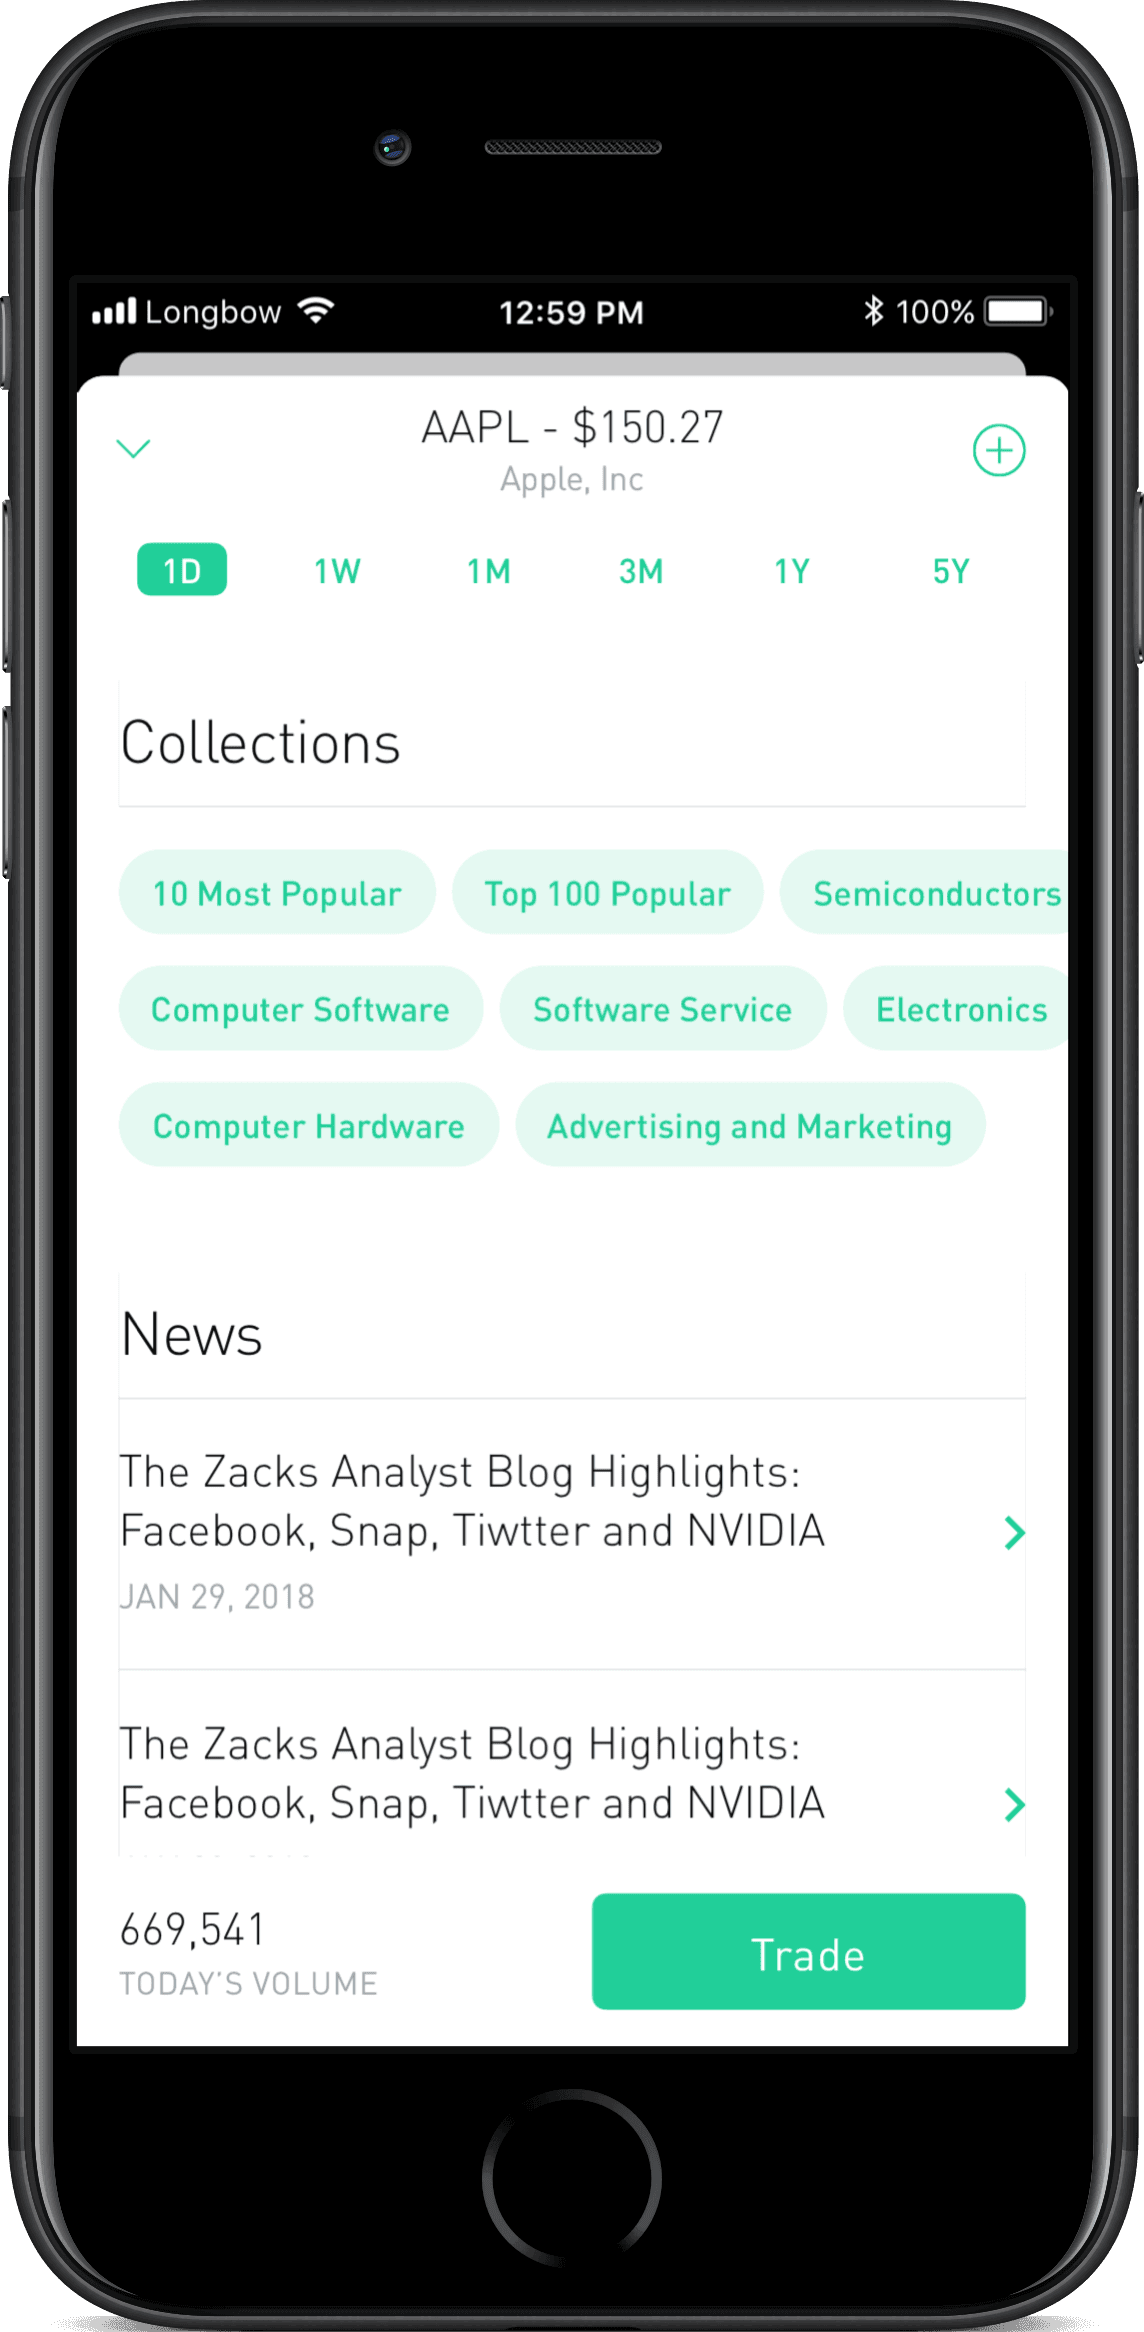 Longbow 12:59 PM 100%
AAPL - $150.27
Apple, Inc
1D 1W 1M 3M 1Y 5Y
Collections
10 Most Popular Top 100 Popular Semiconductors
Computer Software Software Service Electronics
Computer Hardware Advertising and Marketing
News
The Zacks Analyst Blog Highlights:
Facebook, Snap, Tiwtter and NVIDIA
JAN 29, 2018
The Zacks Analyst Blog Highlights:
Facebook, Snap, Tiwtter and NVIDIA
669,541
TODAY'S VOLUME
Trade